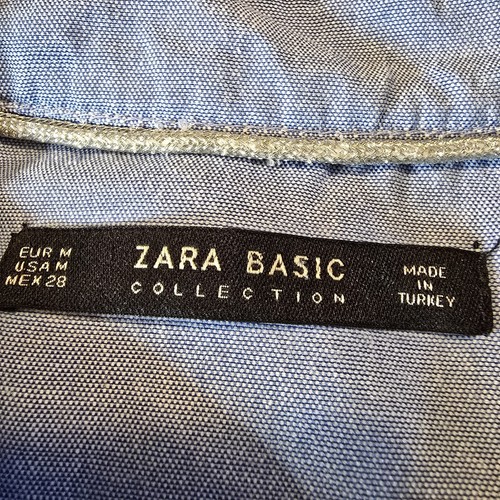 EUR M
USA M
MEX 28
ZARA BASIC
COLLECTION
MADE
IN
TURKEY